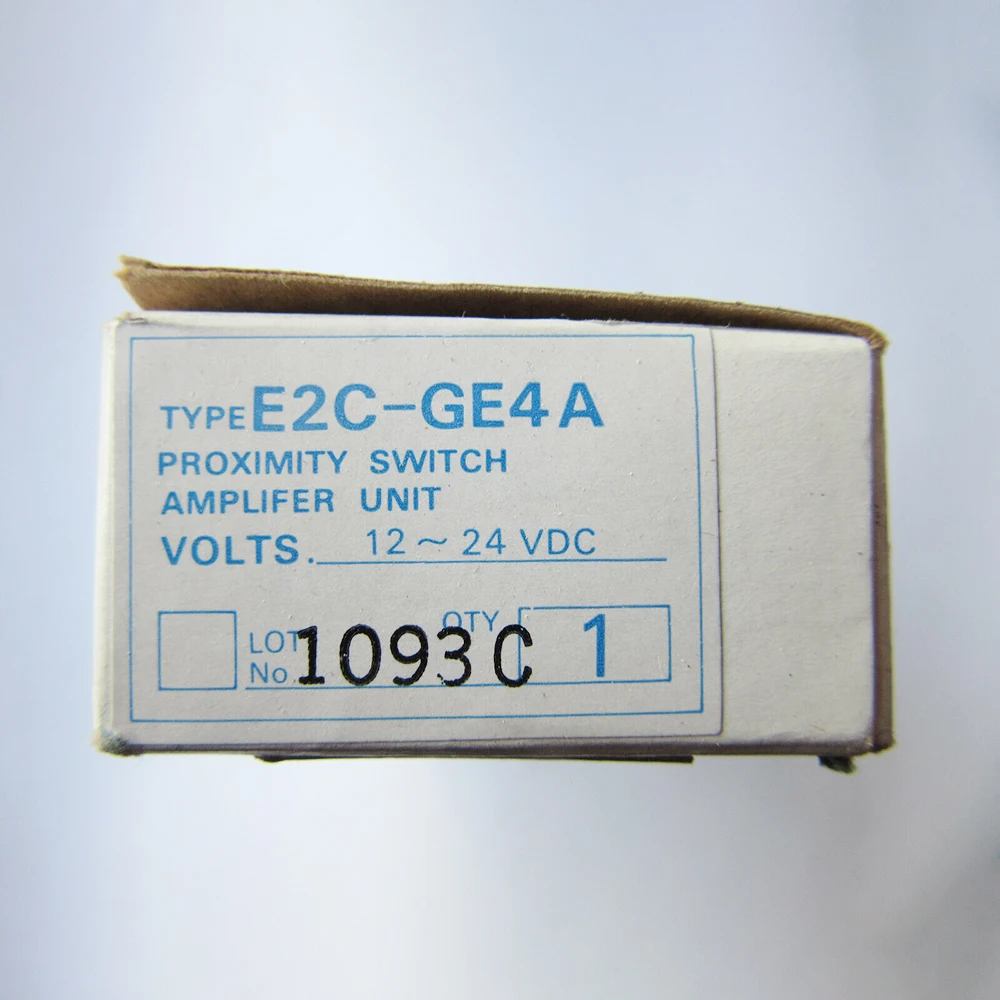 TYPE E2C-GE4A
PROXIMITY SWITCH
AMPLIFER UNIT
VOLTS. 12~24 VDC
LOT No 1093C QTY 1